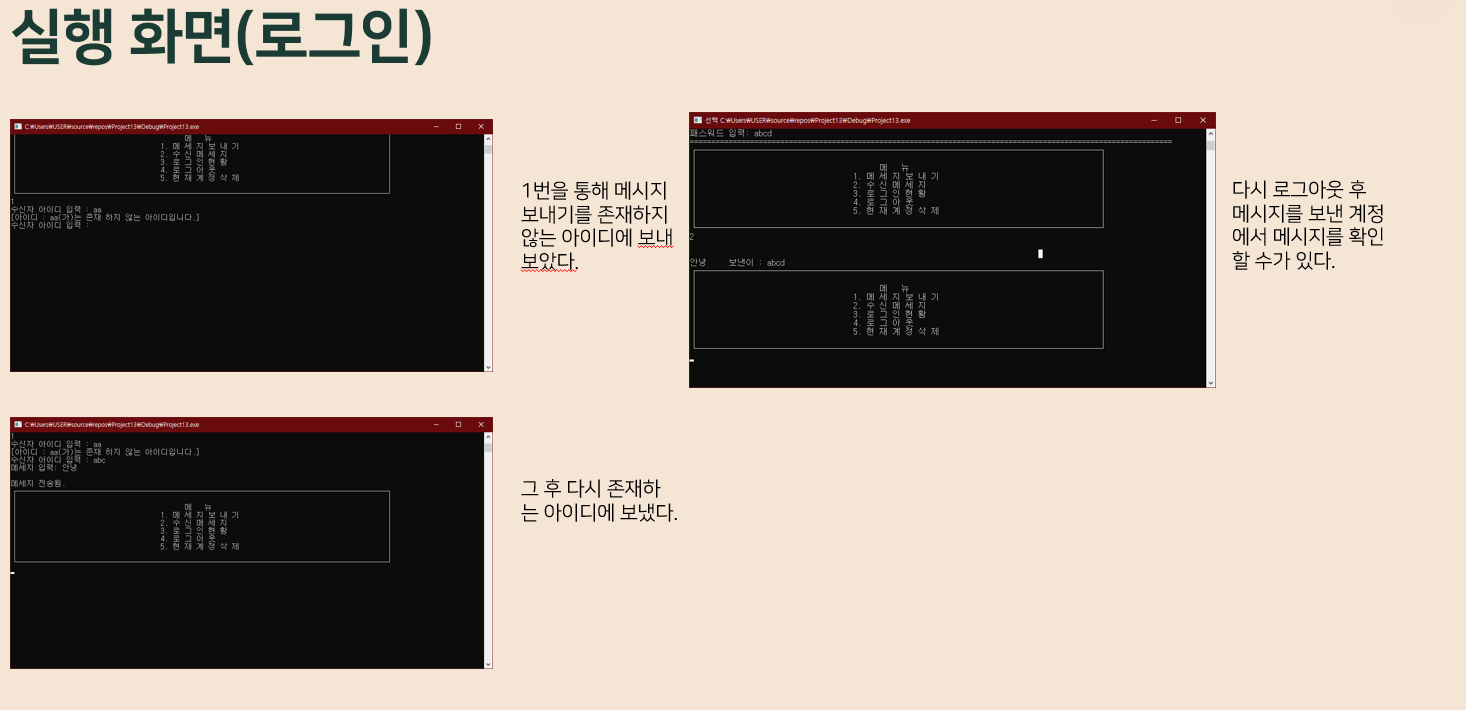 실행 화면(로그인)
C:₩Users₩USER₩source₩repos₩Project13₩Debug₩Project13.exe
메 뉴
1. 메 세 지 보 내 기
2. 수 신 메 세 지
3. 로 그 인 현 황
4. 로 그 아 웃
5. 현 재 계 정 삭 제
1
수신자 아이디 입력 : aa
[아이디 : aa(가)는 존재 하지 않는 아이디입니다.]
수신자 아이디 입력 :
1번을 통해 메시지
보내기를 존재하지
않는 아이디에 보내
보았다.
C:₩Users₩USER₩source₩repos₩Project13₩Debug₩Project13.exe
1
수신자 아이디 입력 : aa
[아이디 : aa(가)는 존재 하지 않는 아이디입니다.]
수신자 아이디 입력 : abc
메세지 입력: 안녕
메세지 전송됨.
메 뉴
1. 메 세 지 보 내 기
2. 수 신 메 세 지
3. 로 그 인 현 황
4. 로 그 아 웃
5. 현 재 계 정 삭 제
그 후 다시 존재하
는 아이디에 보냈다.
선택 C:₩Users₩USER₩source₩repos₩Project13₩Debug₩Project13.exe
패스워드 입력: abcd
메 뉴
1. 메 세 지 보 내 기
2. 수 신 메 세 지
3. 로 그 인 현 황
4. 로 그 아 웃
5. 현 재 계 정 삭 제
2
안녕 보낸이 : abcd
메 뉴
1. 메 세 지 보 내 기
2. 수 신 메 세 지
3. 로 그 인 현 황
4. 로 그 아 웃
5. 현 재 계 정 삭 제
다시 로그아웃 후
메시지를 보낸 계정
에서 메시지를 확인
할 수가 있다.